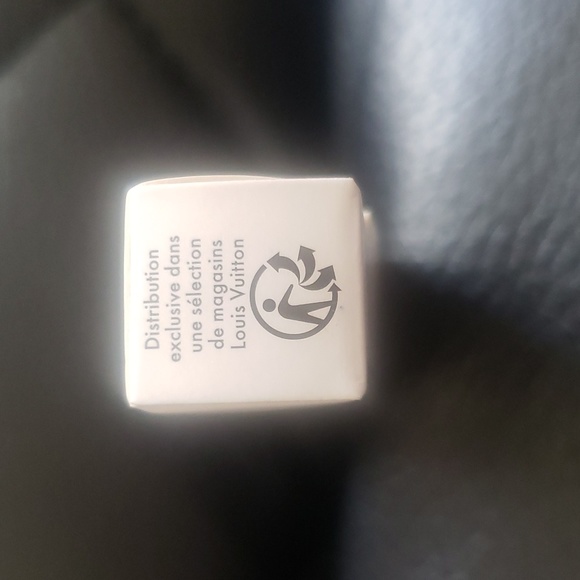 Distribution
exclusive dans
une sélection
de magasins
Louis Vuitton